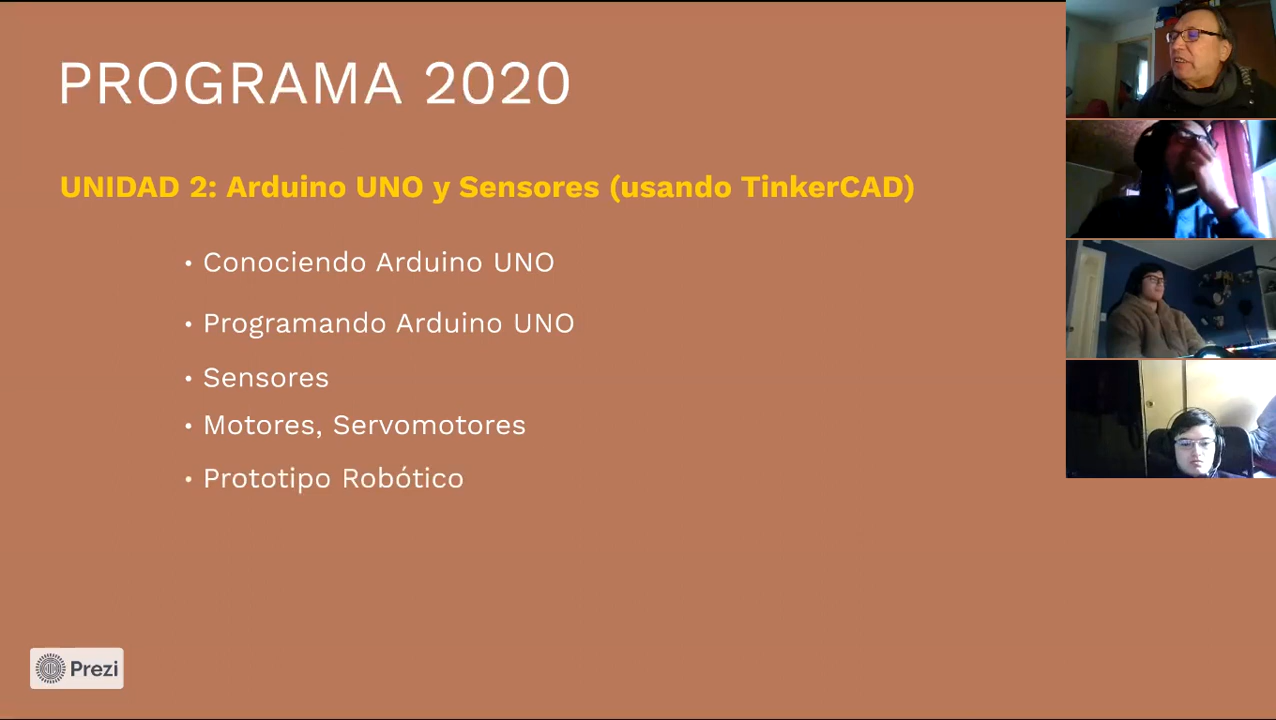 PROGRAMA 2020
UNIDAD 2: Arduino UNO y Sensores (usando TinkerCAD)
• Conociendo Arduino UNO
• Programando Arduino UNO
• Sensores
• Motores, Servomotores
• Prototipo Robótico
Prezi